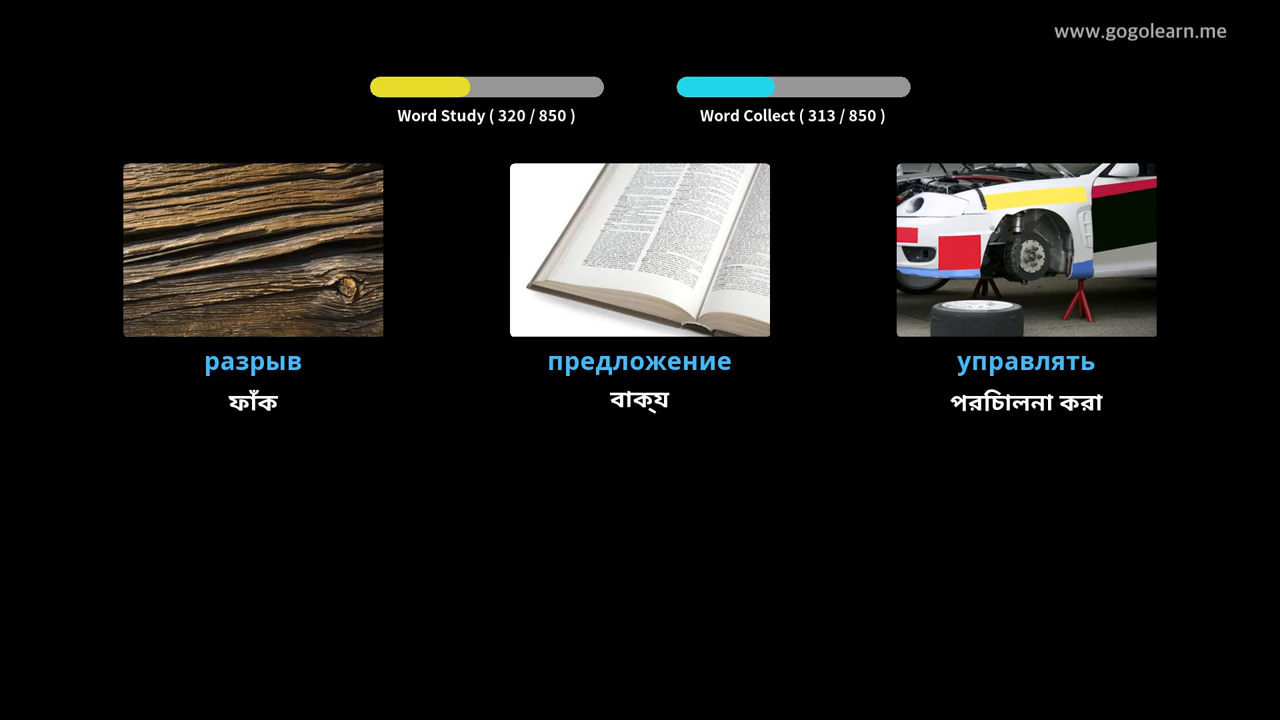 www.gogolearn.me
Word Study ( 320 / 850 )
Word Collect ( 313 / 850 )
разрыв
предложение
управлять
ফাঁক
বাক্য
পরিচালনা করা